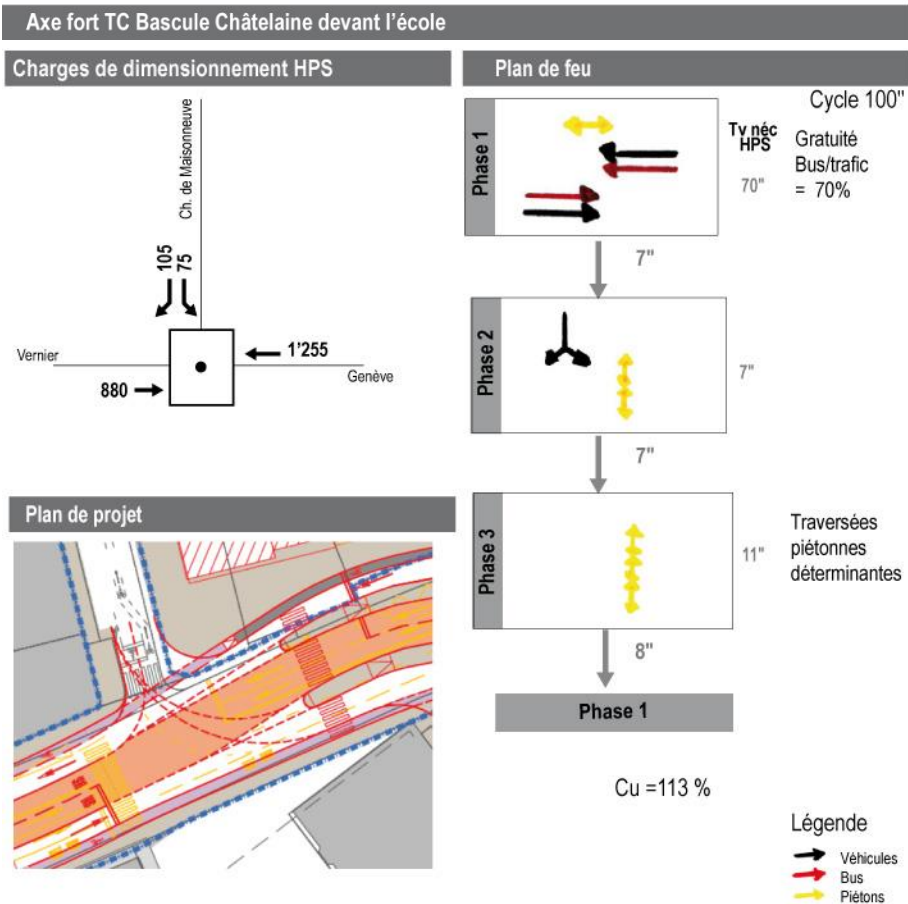 Axe fort TC Bascule Châtelaine devant l'école
Charges de dimensionnement HPS
Ch. de Maisonneuve
105
75
Vernier
1'255
Genève
880
Plan de projet
Plan de feu
Cycle 100"
Phase 1
Tv néc
HPS
70"
Gratuité
Bus/trafic
= 70%
7"
Phase 2
7"
7"
Phase 3
11"
Traversées
piétonnes
déterminantes
8"
Phase 1
Cu =113 %
Légende
Véhicules
Bus
Piétons